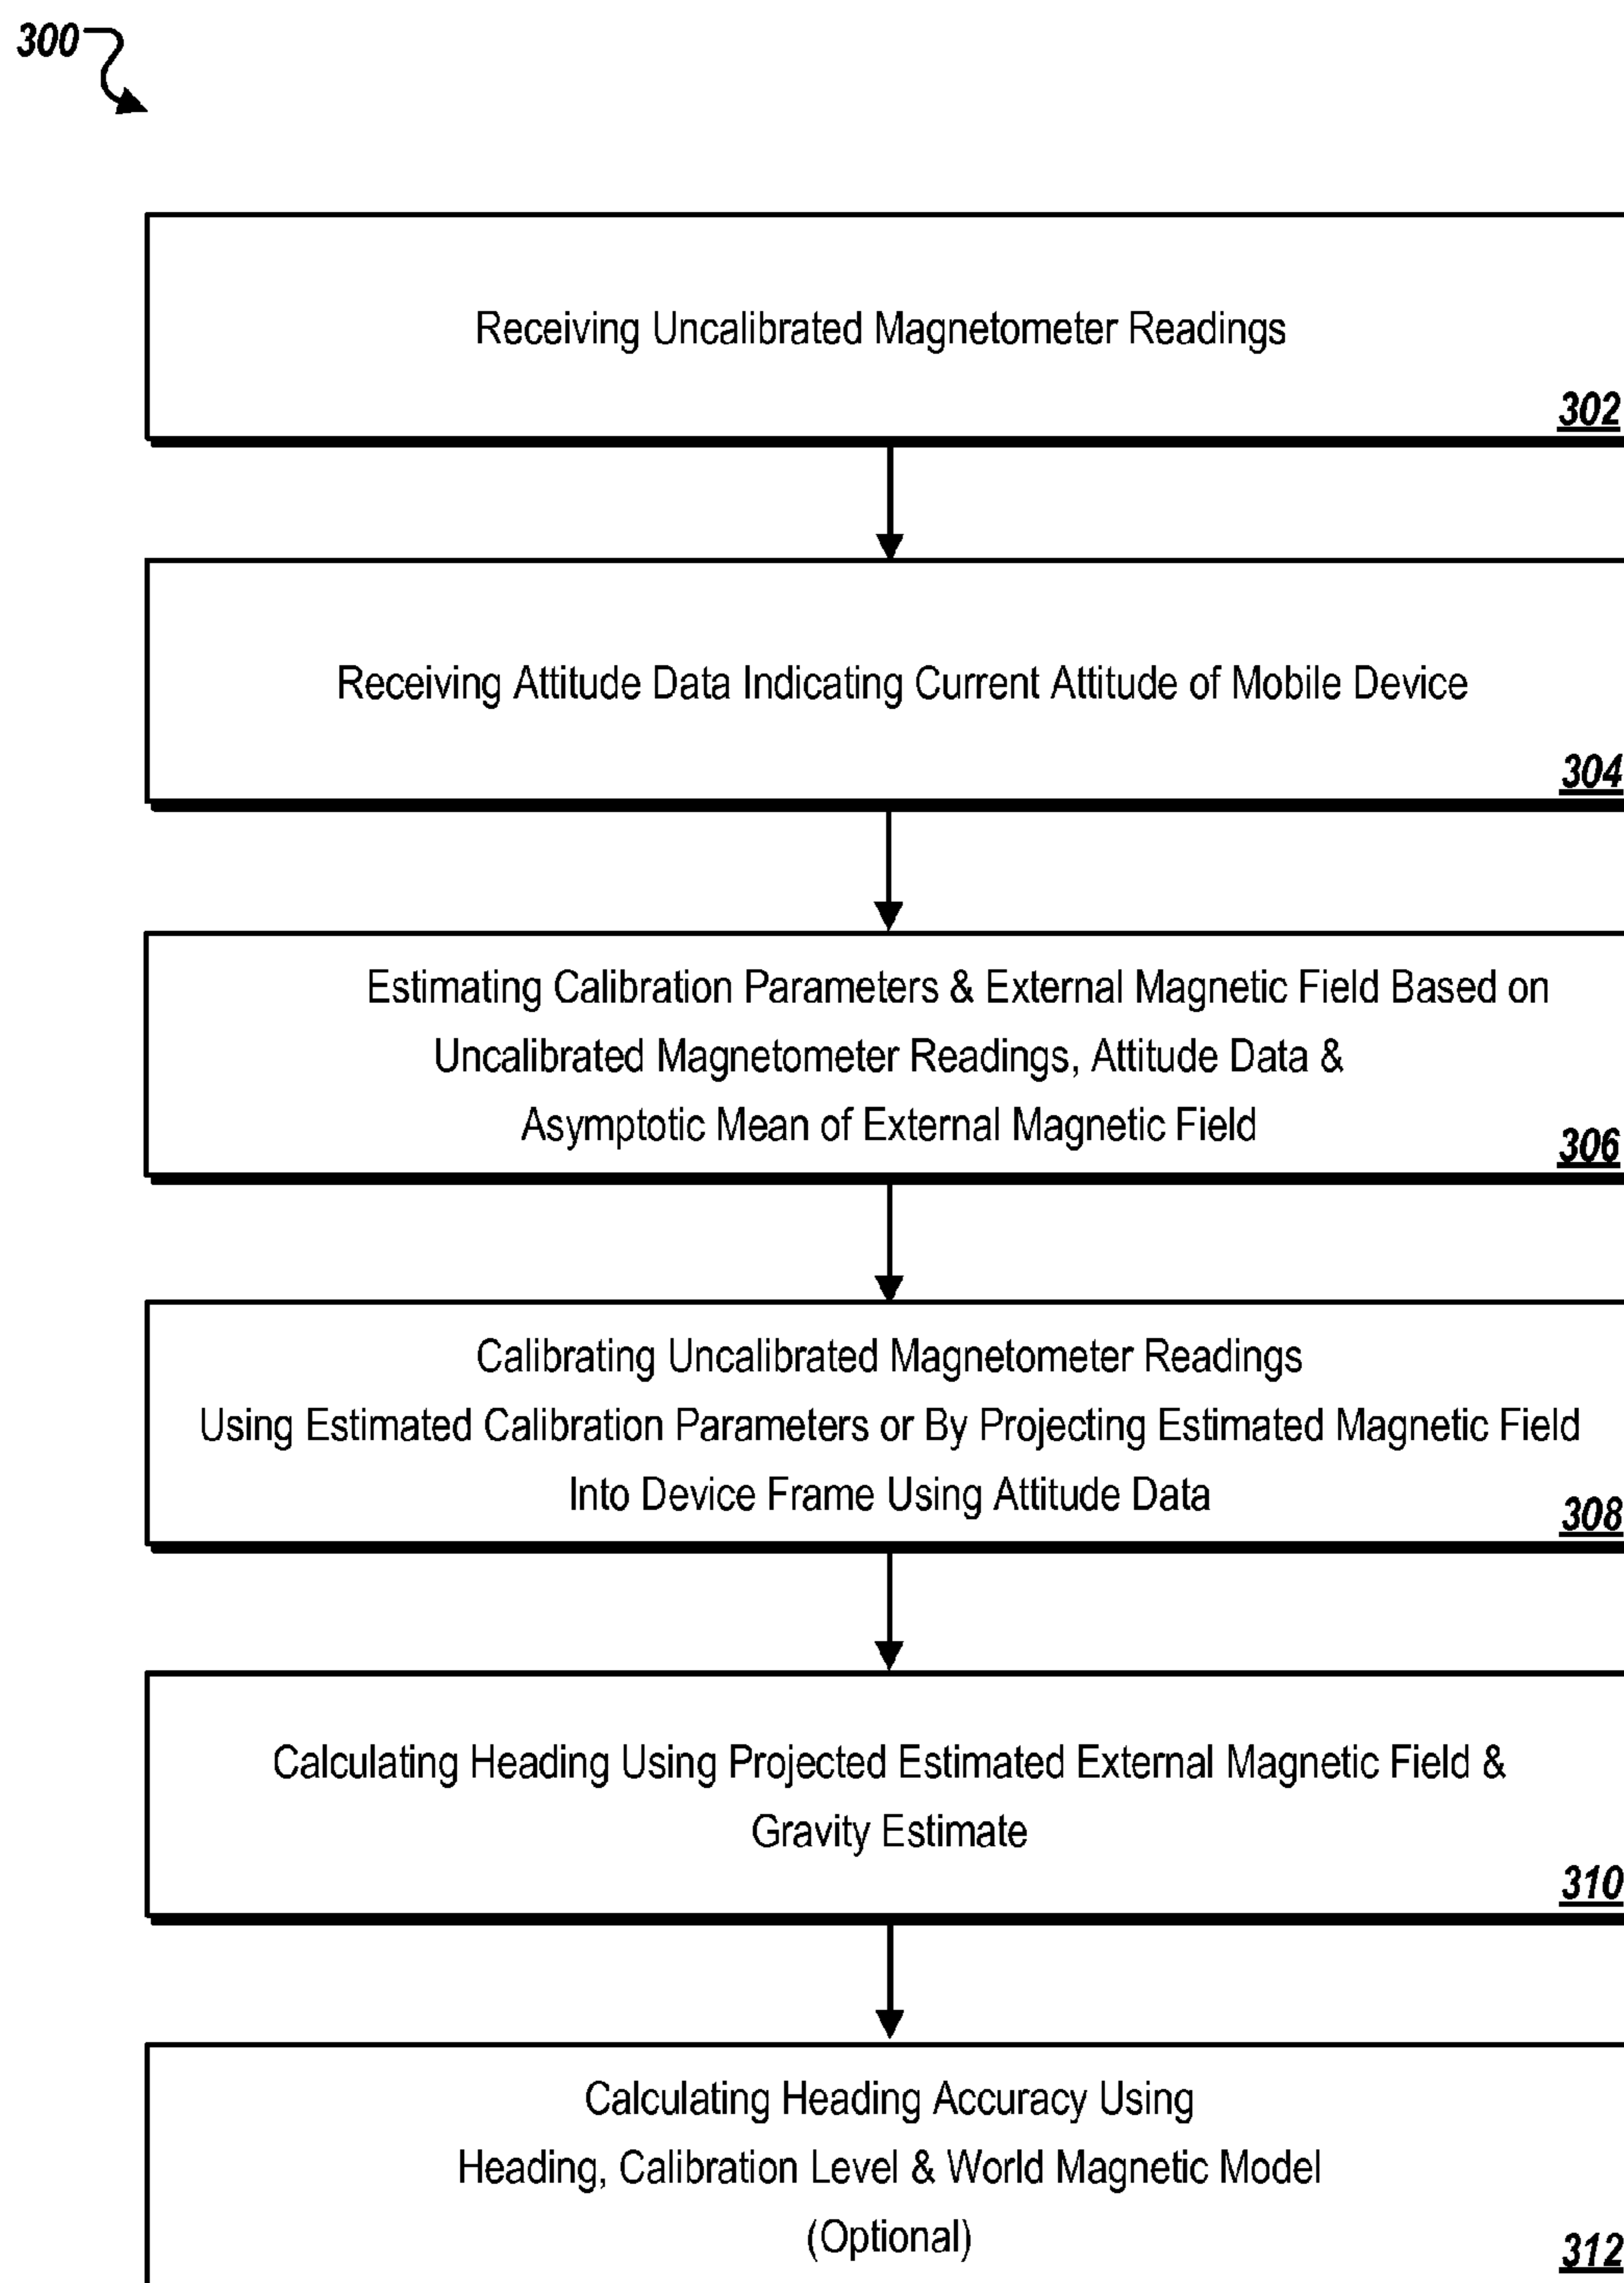 300
Receiving Uncalibrated Magnetometer Readings
302
Receiving Attitude Data Indicating Current Attitude of Mobile Device
304
Estimating Calibration Parameters & External Magnetic Field Based on
Uncalibrated Magnetometer Readings, Attitude Data &
Asymptotic Mean of External Magnetic Field
306
Calibrating Uncalibrated Magnetometer Readings
Using Estimated Calibration Parameters or By Projecting Estimated Magnetic Field
Into Device Frame Using Attitude Data
308
Calculating Heading Using Projected Estimated External Magnetic Field &
Gravity Estimate
310
Calculating Heading Accuracy Using
Heading, Calibration Level & World Magnetic Model
(Optional)
312